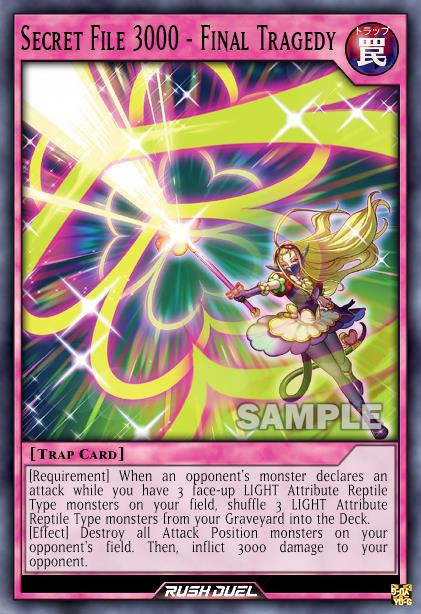 Secret File 3000 - Final Tragedy
トラップ
罠
SAMPLE
[Trap Card]
[Requirement] When an opponent's monster declares an
attack while you have 3 face-up LIGHT Attribute Reptile
Type monsters on your field, shuffle 3 LIGHT Attribute
Reptile Type monsters from your Graveyard into the Deck.
[Effect] Destroy all Attack Position monsters on your
opponent's field. Then, inflict 3000 damage to your
opponent.
RUSH DUEL